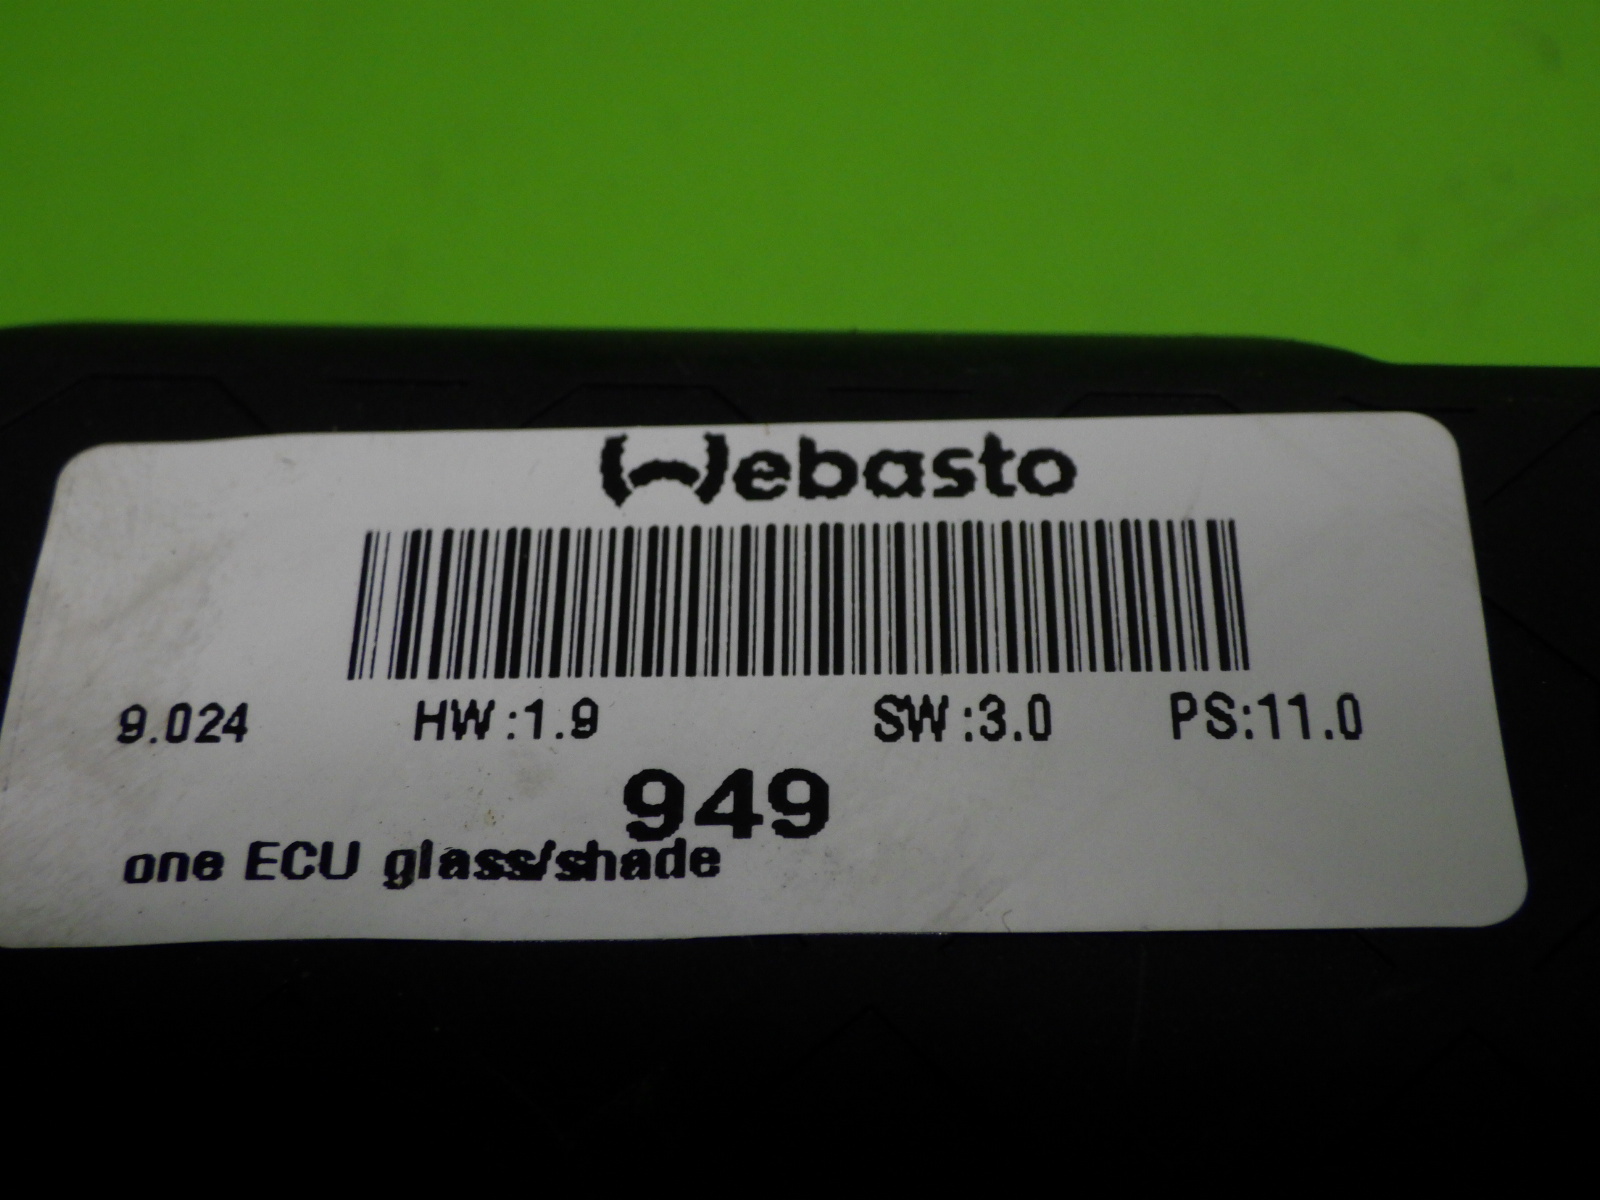 Webasto
9.024 HW:1.9 SW:3.0 PS:11.0
949
one ECU glass/shade